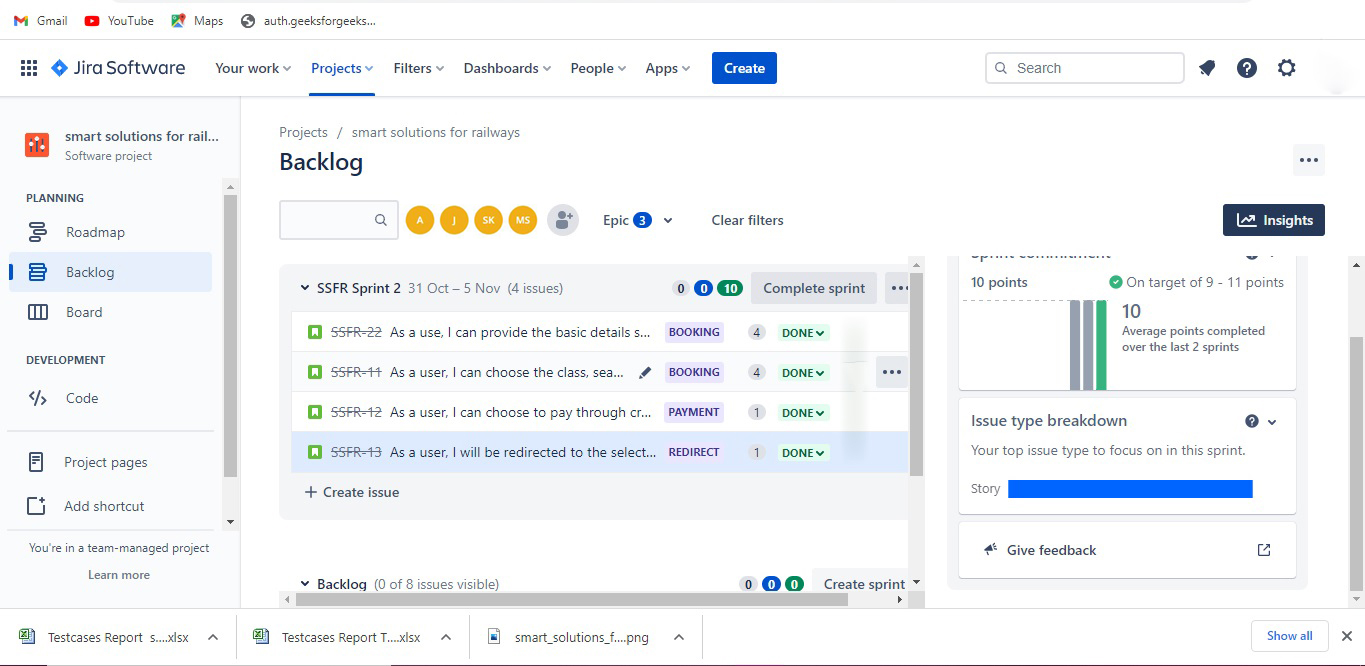 Gmail YouTube Maps auth.geeksforgeeks...
Jira Software Your work Projects Filters Dashboards People Apps Create Search
smart solutions for rail...
Software project
PLANNING
Roadmap
Backlog
Board
DEVELOPMENT
Code
Project pages
Add shortcut
You're in a team-managed project
Learn more
Projects / smart solutions for railways
Backlog
A J SK MS Epic 3 Clear filters Insights
SSFR Sprint 2 31 Oct – 5 Nov (4 issues) 0 0 10 Complete sprint
SSFR-22 As a use, I can provide the basic details s... BOOKING 4 DONE
SSFR-11 As a user, I can choose the class, sea... BOOKING 4 DONE
SSFR-12 As a user, I can choose to pay through cr... PAYMENT 1 DONE
SSFR-13 As a user, I will be redirected to the select... REDIRECT 1 DONE
+ Create issue
Backlog (0 of 8 issues visible) 0 0 0 Create sprint
Sprint commitment
10 points On target of 9 - 11 points
10
Average points completed
over the last 2 sprints
Issue type breakdown
Your top issue type to focus on in this sprint.
Story
Give feedback
Testcases Report s....xlsx Testcases Report T....xlsx smart_solutions_f....png Show all